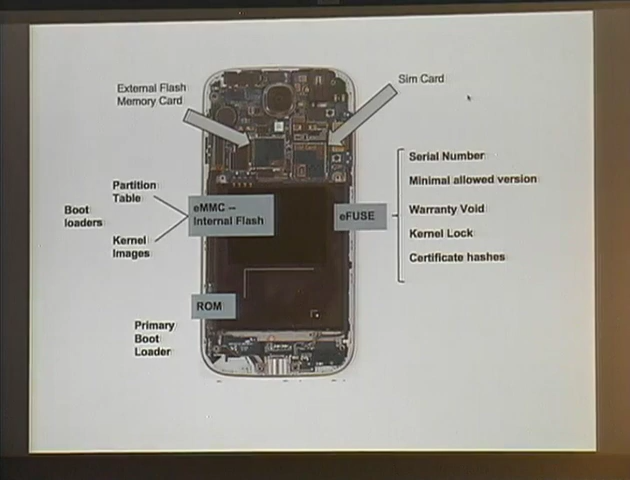 External Flash
Memory Card
Sim Card
Serial Number
Minimal allowed version
Warranty Void
Kernel Lock
Certificate hashes
eFUSE
Partition
Table
Boot
loaders
Kernel
Images
eMMC –
Internal Flash
ROM
Primary
Boot
Loader